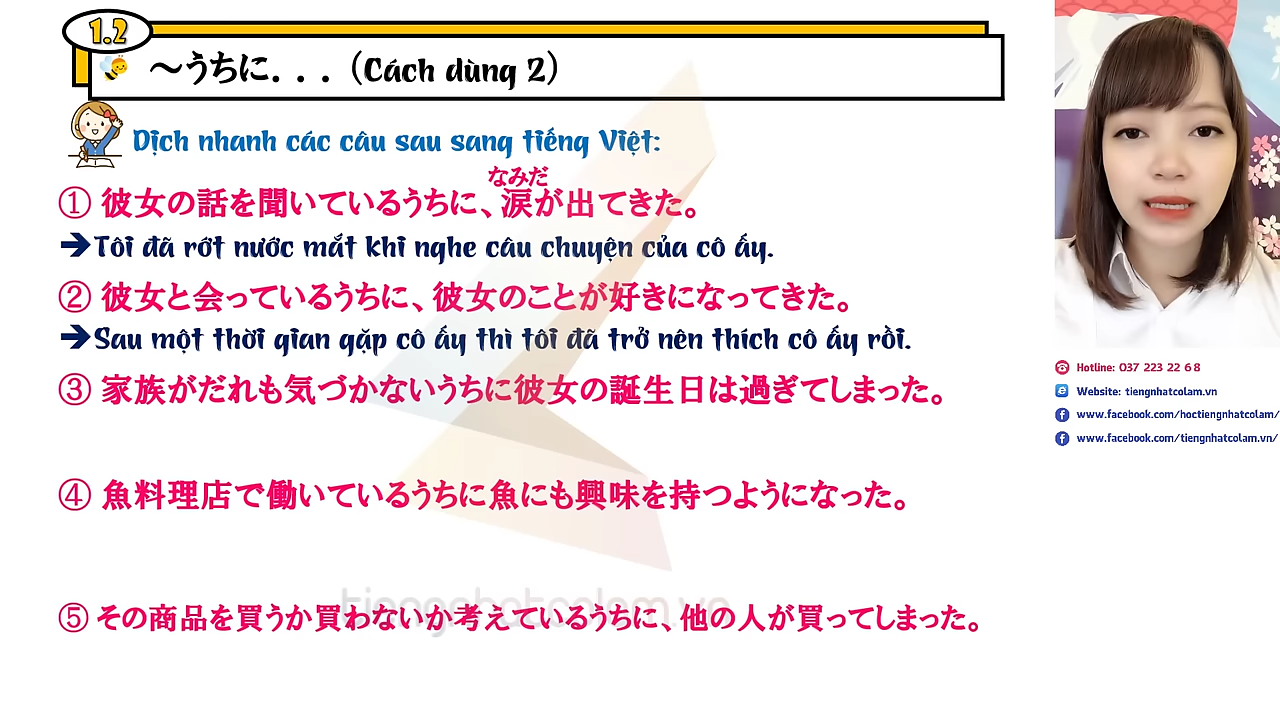 1.2
～うちに...（Cách dùng 2）
Dịch nhanh các câu sau sang tiếng Việt:
なみだ
① 彼女の話を聞いているうちに、涙が出てきた。
➔Tôi đã rớt nước mắt khi nghe câu chuyện của cô ấy.
② 彼女と会っているうちに、彼女のことが好きになってきた。
➔Sau một thời gian gặp cô ấy thì tôi đã trở nên thích cô ấy rồi.
③ 家族がだれも気づかないうちに彼女の誕生日は過ぎてしまった。
④ 魚料理店で働いているうちに魚にも興味を持つようになった。
⑤ その商品を買うか買わないか考えているうちに、他の人が買ってしまった。
tiengnhatcolam.vn
Hotline: 037 223 22 68
Website: tiengnhatcolam.vn
www.facebook.com/hoctiengnhatcolam/
www.facebook.com/tiengnhatcolam.vn/